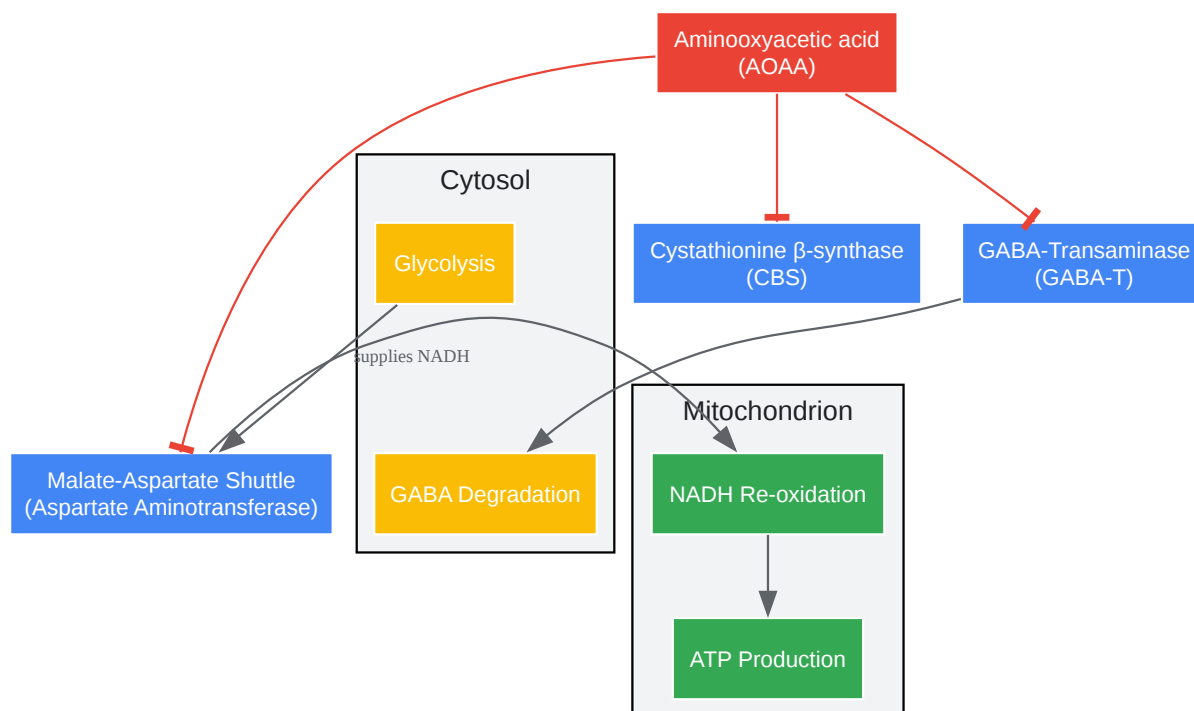 Aminooxyacetic acid
(AOAA)
Cytosol
Glycolysis
Cystathionine β-synthase
(CBS)
GABA-Transaminase
(GABA-T)
supplies NADH
Mitochondrion
Malate-Aspartate Shuttle
(Aspartate Aminotransferase)
GABA Degradation
NADH Re-oxidation
ATP Production